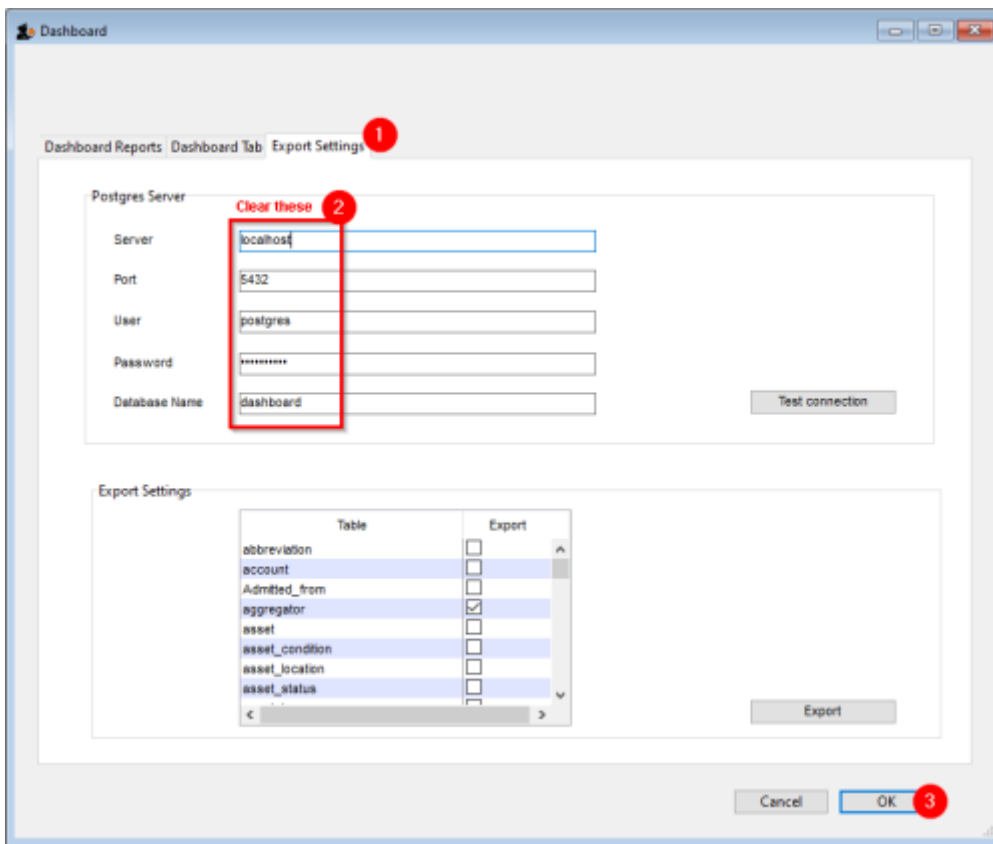 Dashboard
Dashboard Reports Dashboard Tab Export Settings 1
Postgres Server
Clear these 2
Server localhost
Port 5432
User postgres
Password •••••••••••
Database Name dashboard Test connection
Export Settings
Table Export
abbreviation
account
Admitted_from
aggregator
asset
asset_condition
asset_location
asset_status
Export
Cancel OK 3